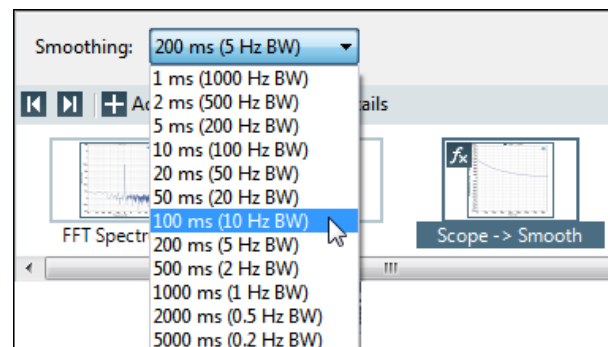 Smoothing: 200 ms (5 Hz BW)
1 ms (1000 Hz BW)
2 ms (500 Hz BW)
5 ms (200 Hz BW)
10 ms (100 Hz BW)
20 ms (50 Hz BW)
50 ms (20 Hz BW)
100 ms (10 Hz BW)
200 ms (5 Hz BW)
500 ms (2 Hz BW)
1000 ms (1 Hz BW)
2000 ms (0.5 Hz BW)
5000 ms (0.2 Hz BW)
Ad ails
fx
FFT Spectr Scope -> Smooth